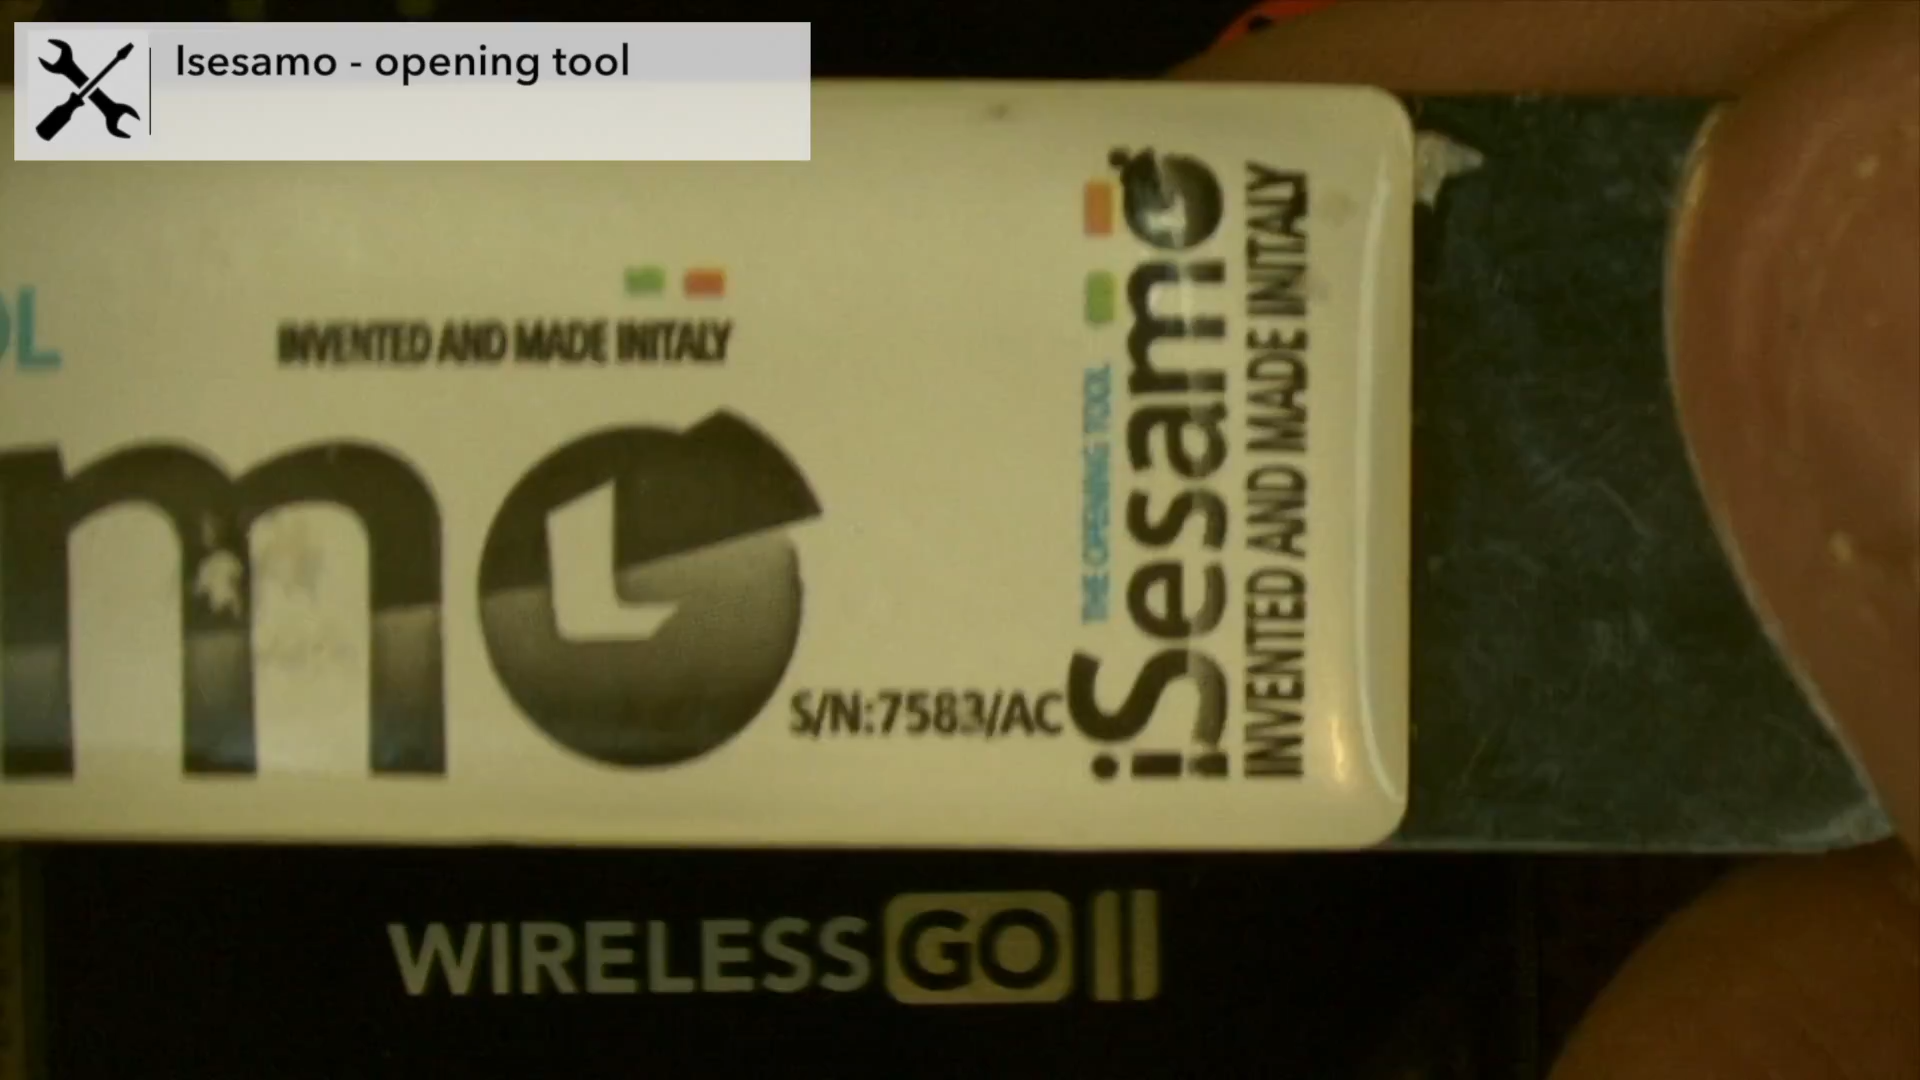 Isesamo - opening tool
OL
INVENTED AND MADE INITALY
mo
S/N:7583/AC
THE OPENING TOOL
iSesamo
INVENTED AND MADE INITALY
WIRELESS GO II